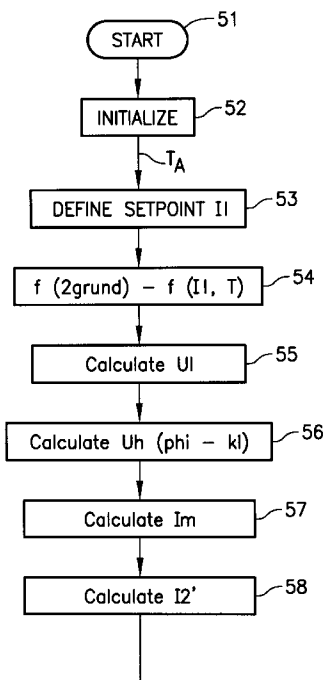 51
START
52
INITIALIZE
TA
53
DEFINE SETPOINT I1
54
f (2grund) – f (I1, T)
55
Calculate U1
56
Calculate Uh (phi – k1)
57
Calculate Im
58
Calculate I2'